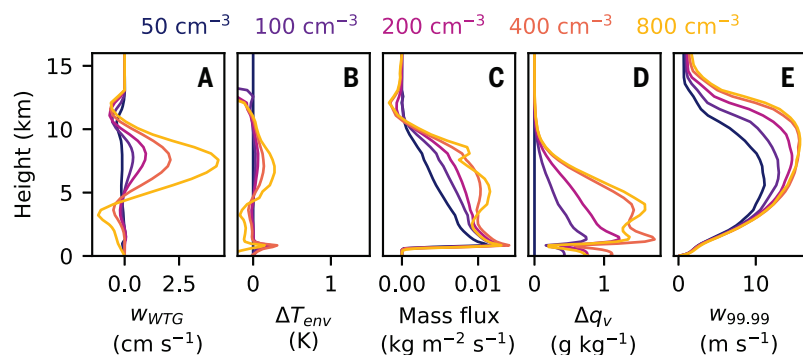 50 cm⁻³ 100 cm⁻³ 200 cm⁻³ 400 cm⁻³ 800 cm⁻³
A B C D E
15
10
5
0
Height (km)
0.0 2.5 0 1 0.00 0.01 0 1 0 10
w_WTG ΔT_env Mass flux Δq_v w_99.99
(cm s⁻¹) (K) (kg m⁻² s⁻¹) (g kg⁻¹) (m s⁻¹)